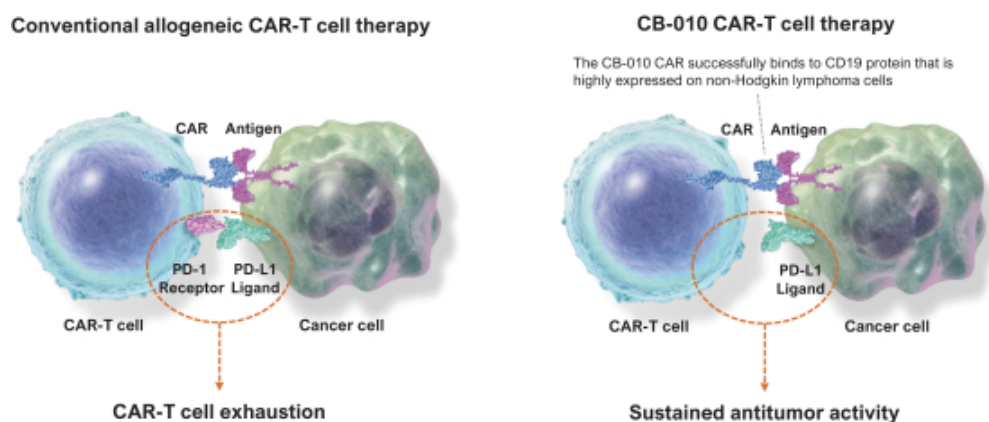 Conventional allogeneic CAR-T cell therapy
CAR Antigen
PD-1 PD-L1
Receptor Ligand
CAR-T cell Cancer cell
CAR-T cell exhaustion
CB-010 CAR-T cell therapy
The CB-010 CAR successfully binds to CD19 protein that is
highly expressed on non-Hodgkin lymphoma cells
CAR Antigen
PD-L1
Ligand
CAR-T cell Cancer cell
Sustained antitumor activity